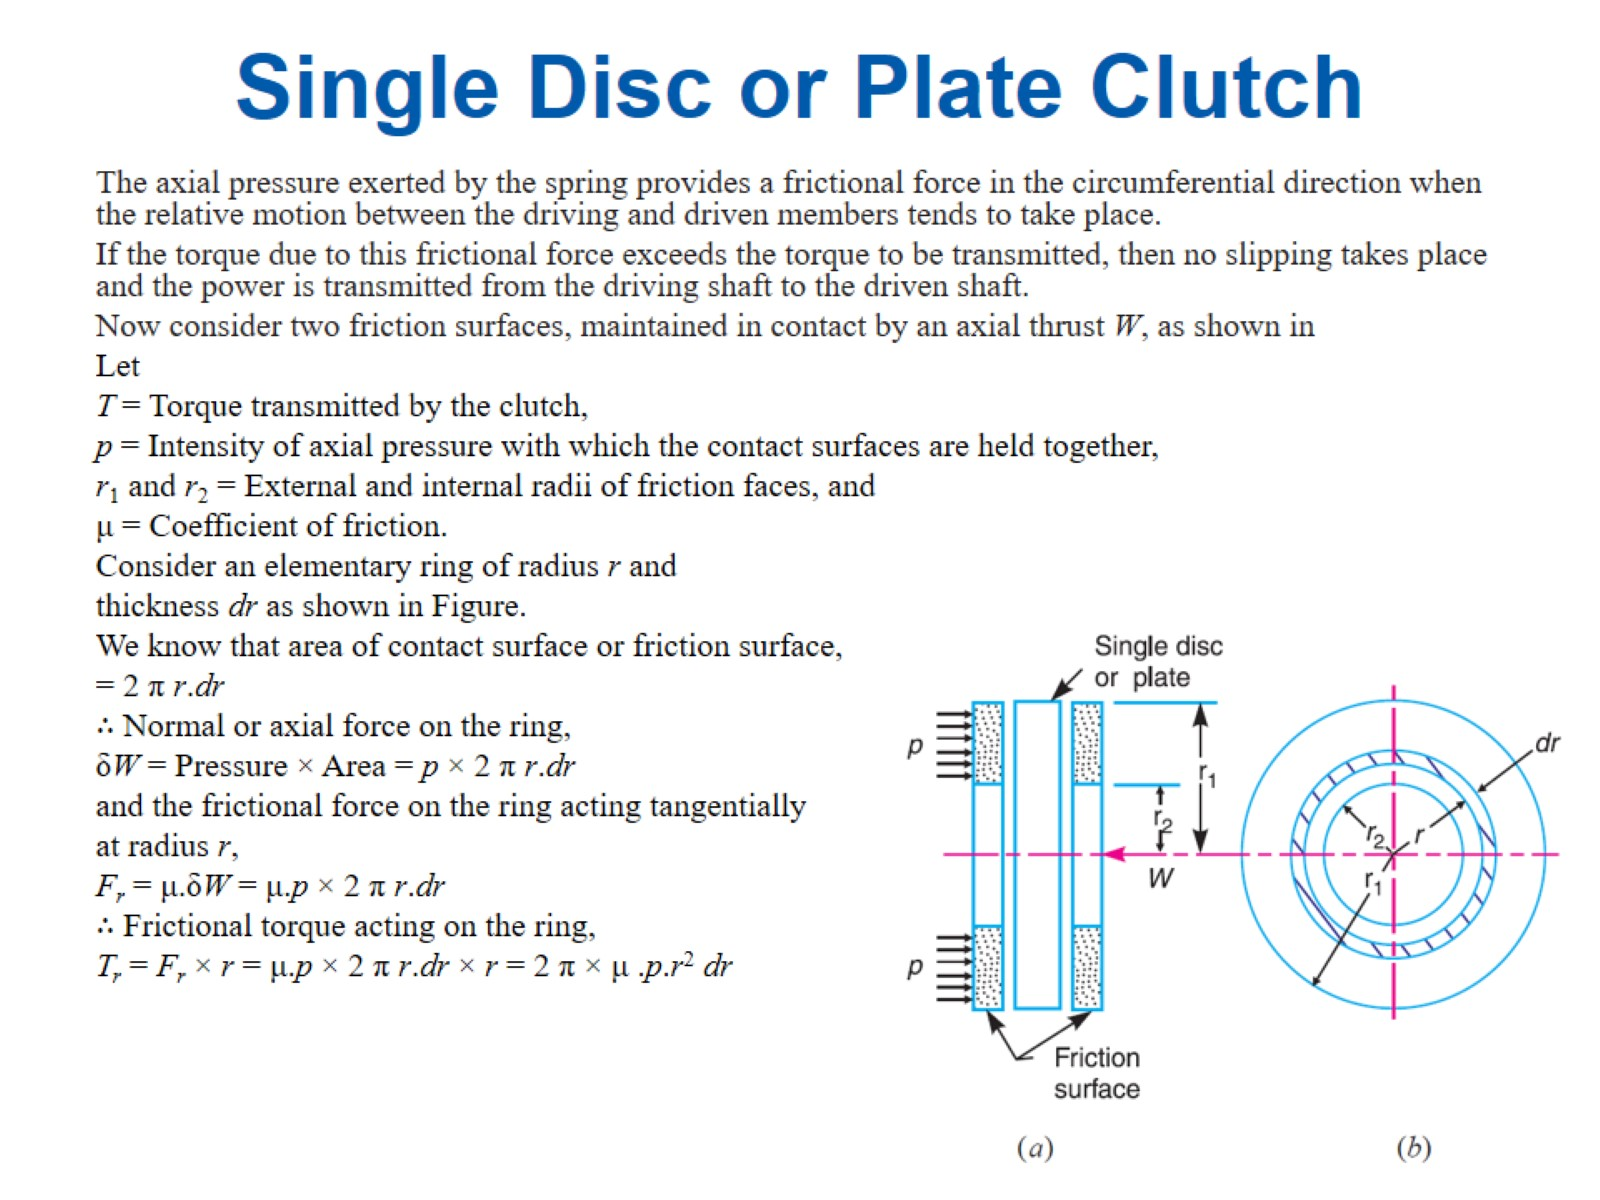 Single Disc or Plate Clutch
The axial pressure exerted by the spring provides a frictional force in the circumferential direction when
the relative motion between the driving and driven members tends to take place.
If the torque due to this frictional force exceeds the torque to be transmitted, then no slipping takes place
and the power is transmitted from the driving shaft to the driven shaft.
Now consider two friction surfaces, maintained in contact by an axial thrust W, as shown in
Let
T = Torque transmitted by the clutch,
p = Intensity of axial pressure with which the contact surfaces are held together,
r₁ and r₂ = External and internal radii of friction faces, and
μ = Coefficient of friction.
Consider an elementary ring of radius r and
thickness dr as shown in Figure.
We know that area of contact surface or friction surface,
= 2 π r.dr
∴ Normal or axial force on the ring,
δW = Pressure × Area = p × 2 π r.dr
and the frictional force on the ring acting tangentially
at radius r,
Fᵣ = μ.δW = μ.p × 2 π r.dr
∴ Frictional torque acting on the ring,
Tᵣ = Fᵣ × r = μ.p × 2 π r.dr × r = 2 π × μ .p.r² dr
Single disc
or plate
p
r₁
r₂
W
p
Friction
surface
(a)
dr
r₂
r
r₁
(b)